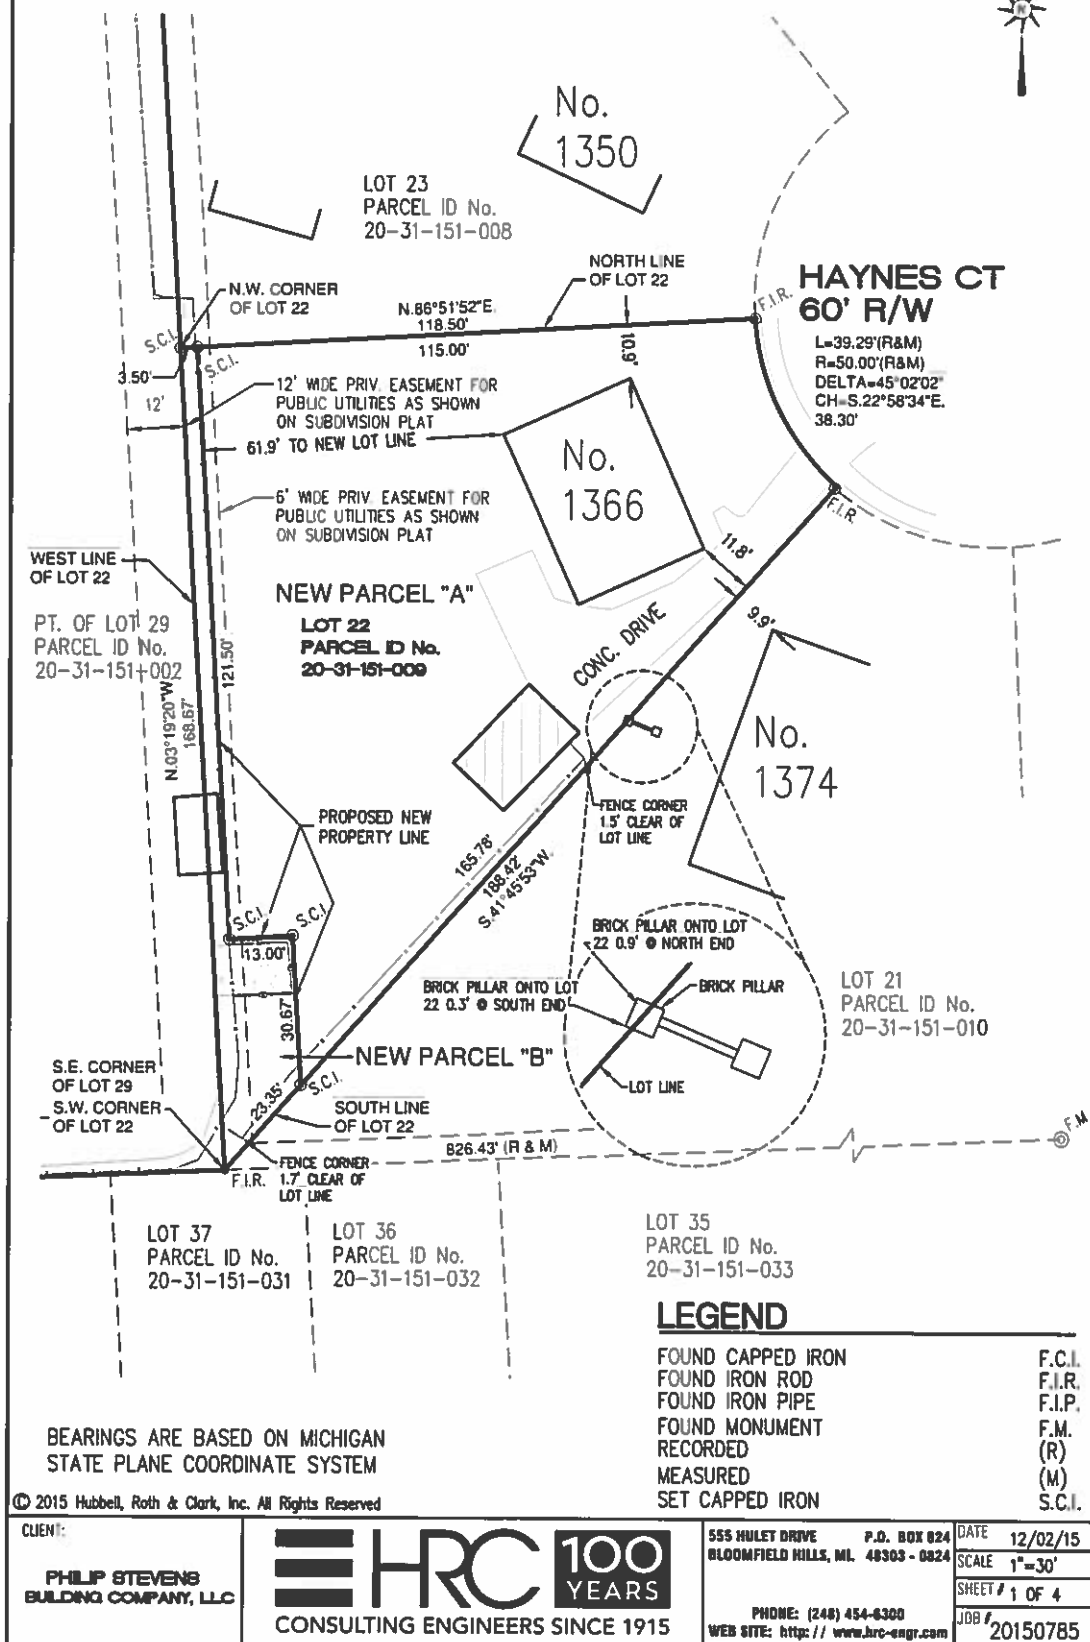 N
No.
1350
LOT 23
PARCEL ID No.
20-31-151-008
NORTH LINE
OF LOT 22
HAYNES CT
60' R/W
L=39.29'(R&M)
R=50.00'(R&M)
DELTA=45°02'02"
CH=S.22°58'34"E.
38.30'
F.I.R.
N.W. CORNER
OF LOT 22
N.86°51'52"E.
118.50'
115.00'
10.9'
S.C.I.
S.C.I.
3.50'
12'
12' WIDE PRIV. EASEMENT FOR
PUBLIC UTILITIES AS SHOWN
ON SUBDIVISION PLAT
61.9' TO NEW LOT LINE
6' WIDE PRIV. EASEMENT FOR
PUBLIC UTILITIES AS SHOWN
ON SUBDIVISION PLAT
No.
1366
F.I.R.
11.8'
9.9'
WEST LINE
OF LOT 22
NEW PARCEL "A"
LOT 22
PARCEL ID No.
20-31-151-009
PT. OF LOT 29
PARCEL ID No.
20-31-151-002
121.50'
N.03°19'20"W.
168.67'
CONC. DRIVE
No.
1374
PROPOSED NEW
PROPERTY LINE
FENCE CORNER
1.5' CLEAR OF
LOT LINE
165.78'
188.42'
S.41°45'53"W.
S.C.I.
S.C.I.
13.00'
30.67'
BRICK PILLAR ONTO LOT
22 0.9' @ NORTH END
BRICK PILLAR ONTO LOT
22 0.3' @ SOUTH END
BRICK PILLAR
LOT LINE
LOT 21
PARCEL ID No.
20-31-151-010
NEW PARCEL "B"
S.E. CORNER
OF LOT 29
S.W. CORNER
OF LOT 22
S.C.I.
23.35'
SOUTH LINE
OF LOT 22
826.43' (R & M)
F.M.
FENCE CORNER
1.7' CLEAR OF
LOT LINE
F.I.R.
LOT 37
PARCEL ID No.
20-31-151-031
LOT 36
PARCEL ID No.
20-31-151-032
LOT 35
PARCEL ID No.
20-31-151-033
LEGEND
FOUND CAPPED IRON F.C.I.
FOUND IRON ROD F.I.R.
FOUND IRON PIPE F.I.P.
FOUND MONUMENT F.M.
RECORDED (R)
MEASURED (M)
SET CAPPED IRON S.C.I.
BEARINGS ARE BASED ON MICHIGAN
STATE PLANE COORDINATE SYSTEM
© 2015 Hubbell, Roth & Clark, Inc. All Rights Reserved
CLIENT:
PHILIP STEVENS
BUILDING COMPANY, LLC
HRC 100
YEARS
CONSULTING ENGINEERS SINCE 1915
555 HULET DRIVE P.O. BOX 824
BLOOMFIELD HILLS, MI. 48303 - 0824
PHONE: (248) 454-6300
WEB SITE: http:// www.hrc-engr.com
DATE 12/02/15
SCALE 1"=30'
SHEET # 1 OF 4
JOB # 20150785